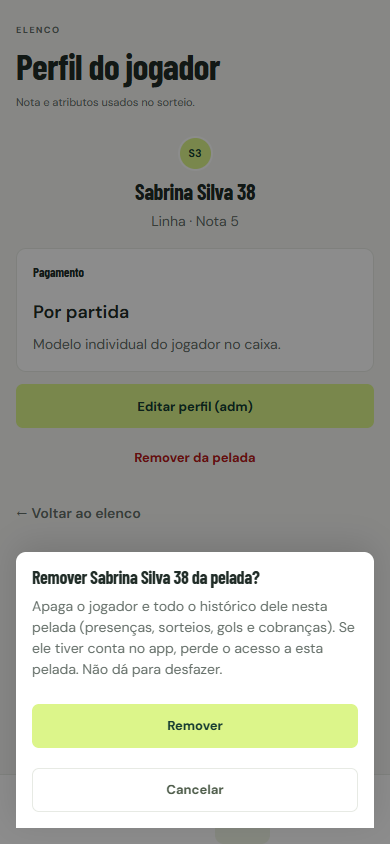 ELENCO
Perfil do jogador
Nota e atributos usados no sorteio.
S3
Sabrina Silva 38
Linha · Nota 5
Pagamento
Por partida
Modelo individual do jogador no caixa.
Editar perfil (adm)
Remover da pelada
← Voltar ao elenco
Remover Sabrina Silva 38 da pelada?
Apaga o jogador e todo o histórico dele nesta
pelada (presenças, sorteios, gols e cobranças). Se
ele tiver conta no app, perde o acesso a esta
pelada. Não dá para desfazer.
Remover
Cancelar